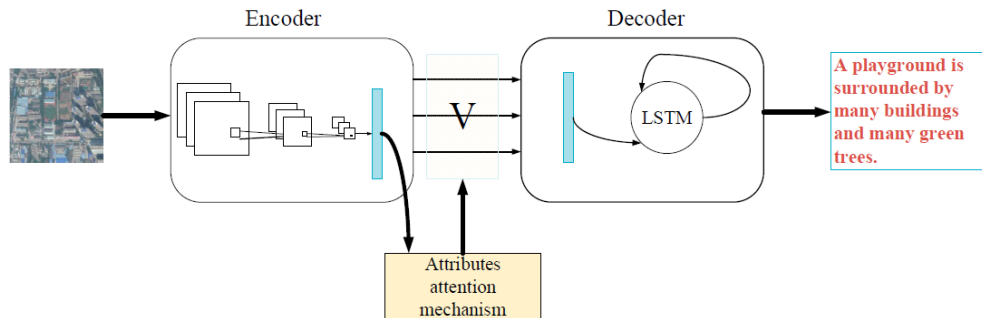 Encoder
Decoder
V
LSTM
A playground is
surrounded by
many buildings
and many green
trees.
Attributes
attention
mechanism